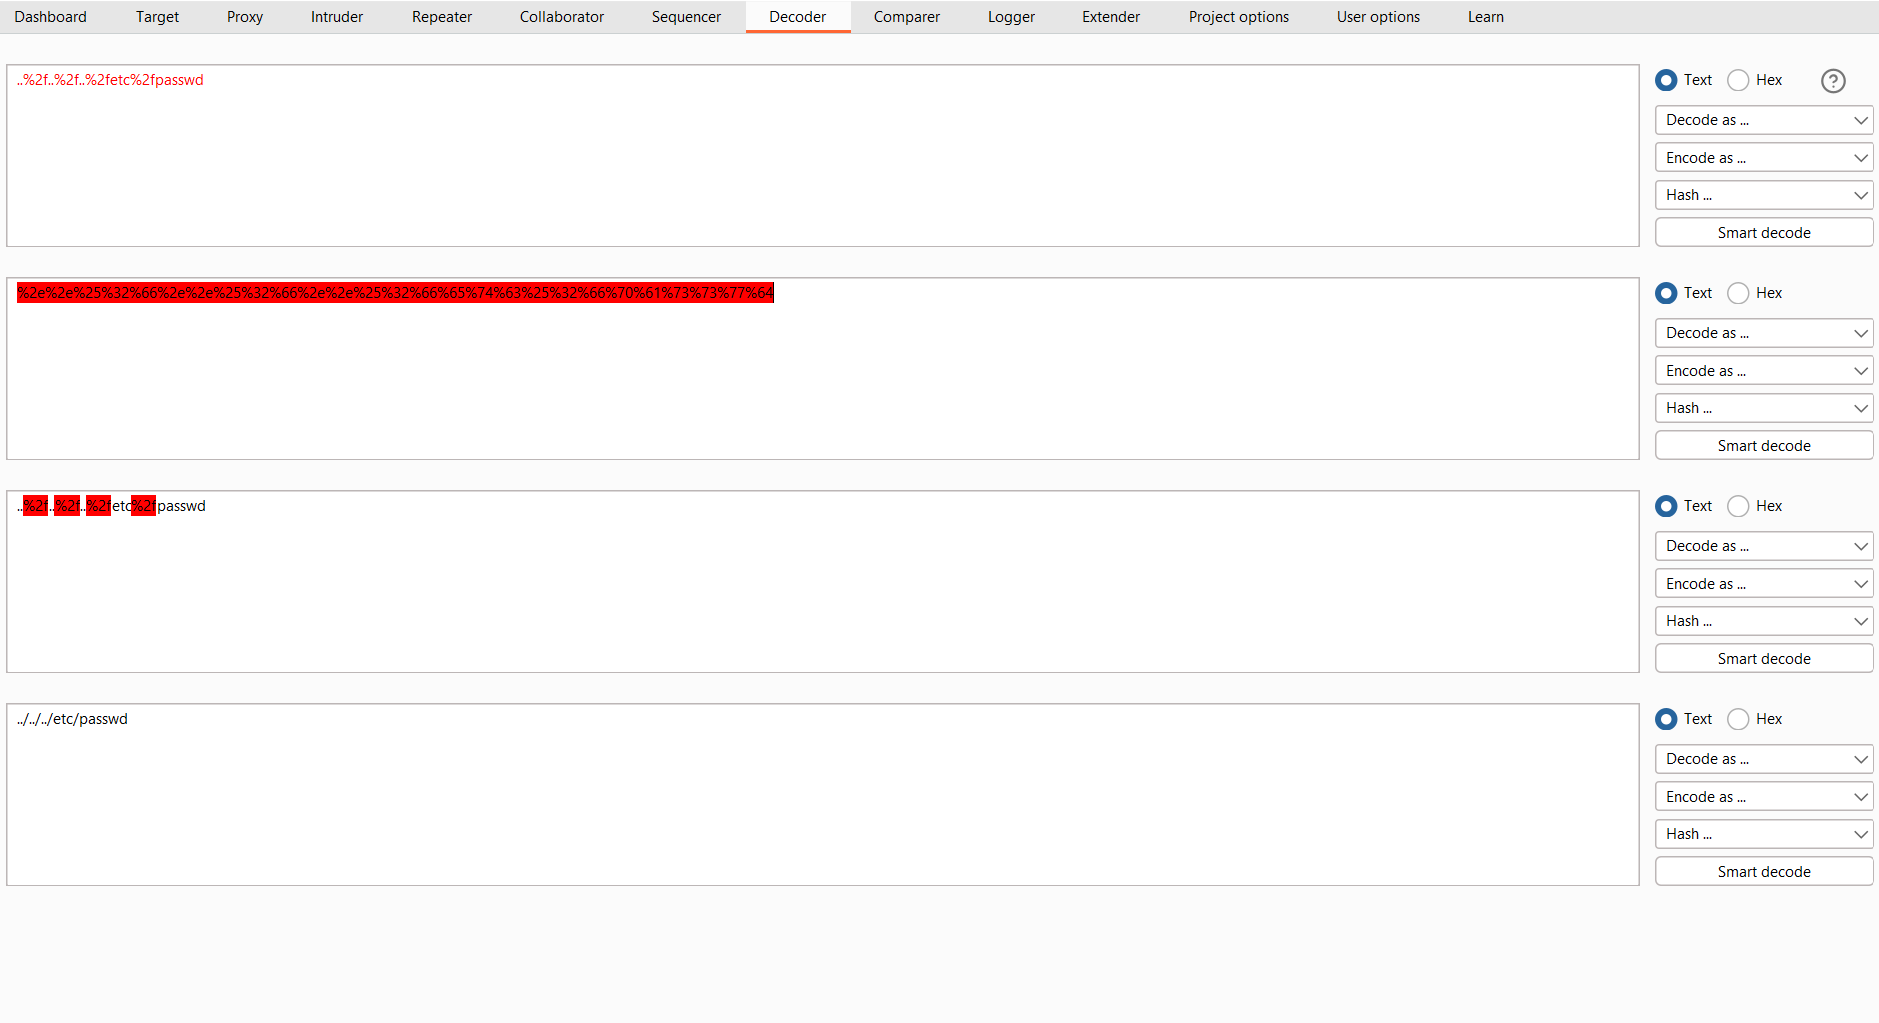 Dashboard Target Proxy Intruder Repeater Collaborator Sequencer Decoder Comparer Logger Extender Project options User options Learn
..%2f..%2f..%2fetc%2fpasswd
Text Hex ?
Decode as ...
Encode as ...
Hash ...
Smart decode
%2e%2e%25%32%66%2e%2e%25%32%66%2e%2e%25%32%66%65%74%63%25%32%66%70%61%73%73%77%64
Text Hex
Decode as ...
Encode as ...
Hash ...
Smart decode
..%2f..%2f..%2fetc%2fpasswd
Text Hex
Decode as ...
Encode as ...
Hash ...
Smart decode
../../../etc/passwd
Text Hex
Decode as ...
Encode as ...
Hash ...
Smart decode